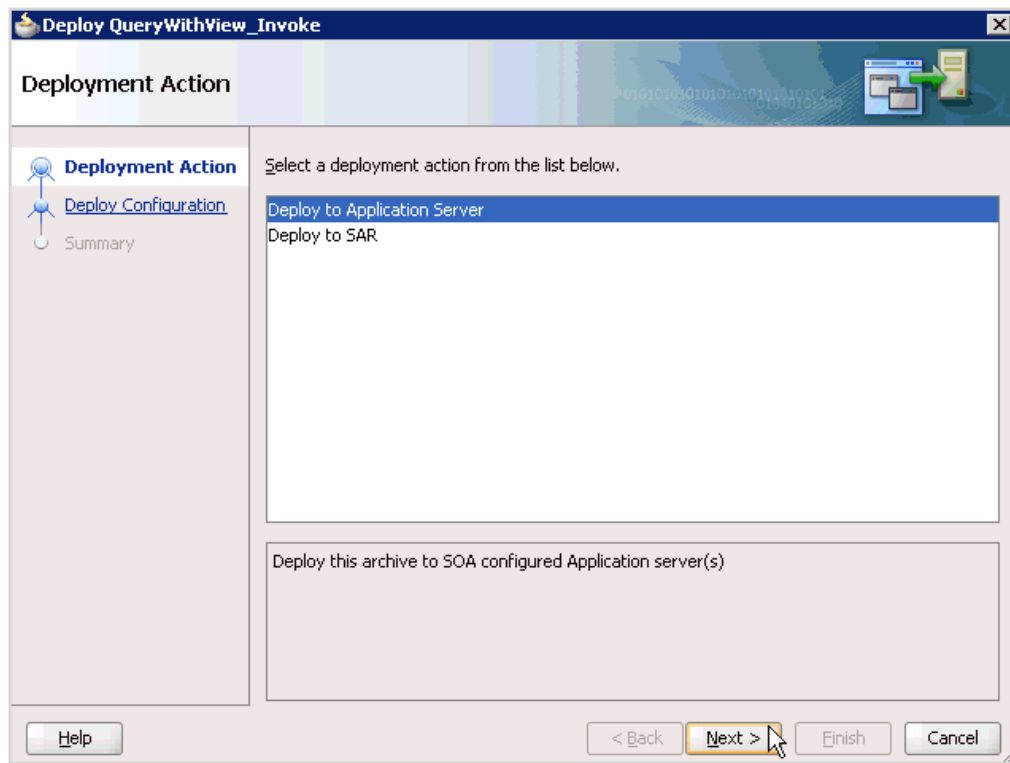 Deploy QueryWithView_Invoke
Deployment Action
Deployment Action
Deploy Configuration
Summary
Select a deployment action from the list below.
Deploy to Application Server
Deploy to SAR
Deploy this archive to SOA configured Application server(s)
Help
< Back
Next >
Finish
Cancel